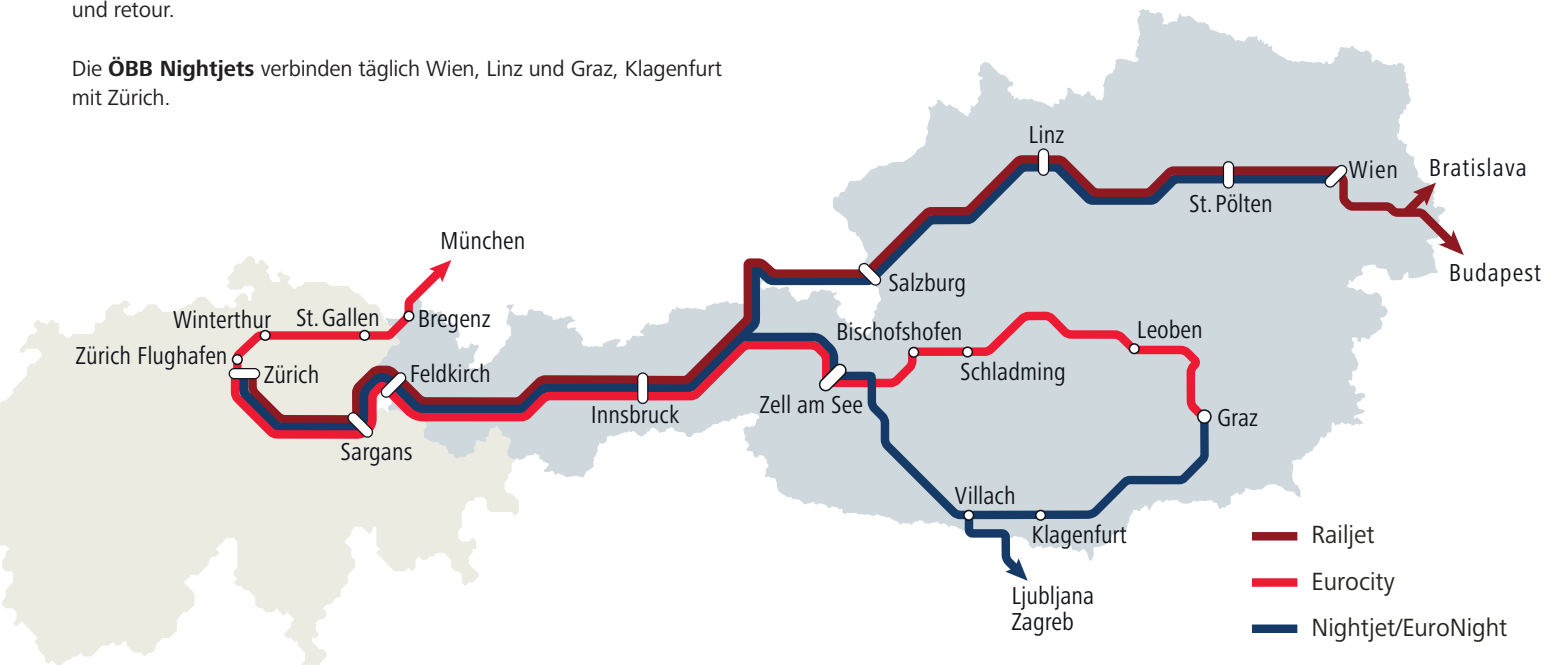 und retour.
Die ÖBB Nightjets verbinden täglich Wien, Linz und Graz, Klagenfurt
mit Zürich.
Linz
Wien
Bratislava
St. Pölten
München
Budapest
Salzburg
Winterthur
St. Gallen
Bregenz
Bischofshofen
Leoben
Zürich Flughafen
Zürich
Feldkirch
Schladming
Innsbruck
Zell am See
Graz
Sargans
Villach
Klagenfurt
Ljubljana
Zagreb
Railjet
Eurocity
Nightjet/EuroNight